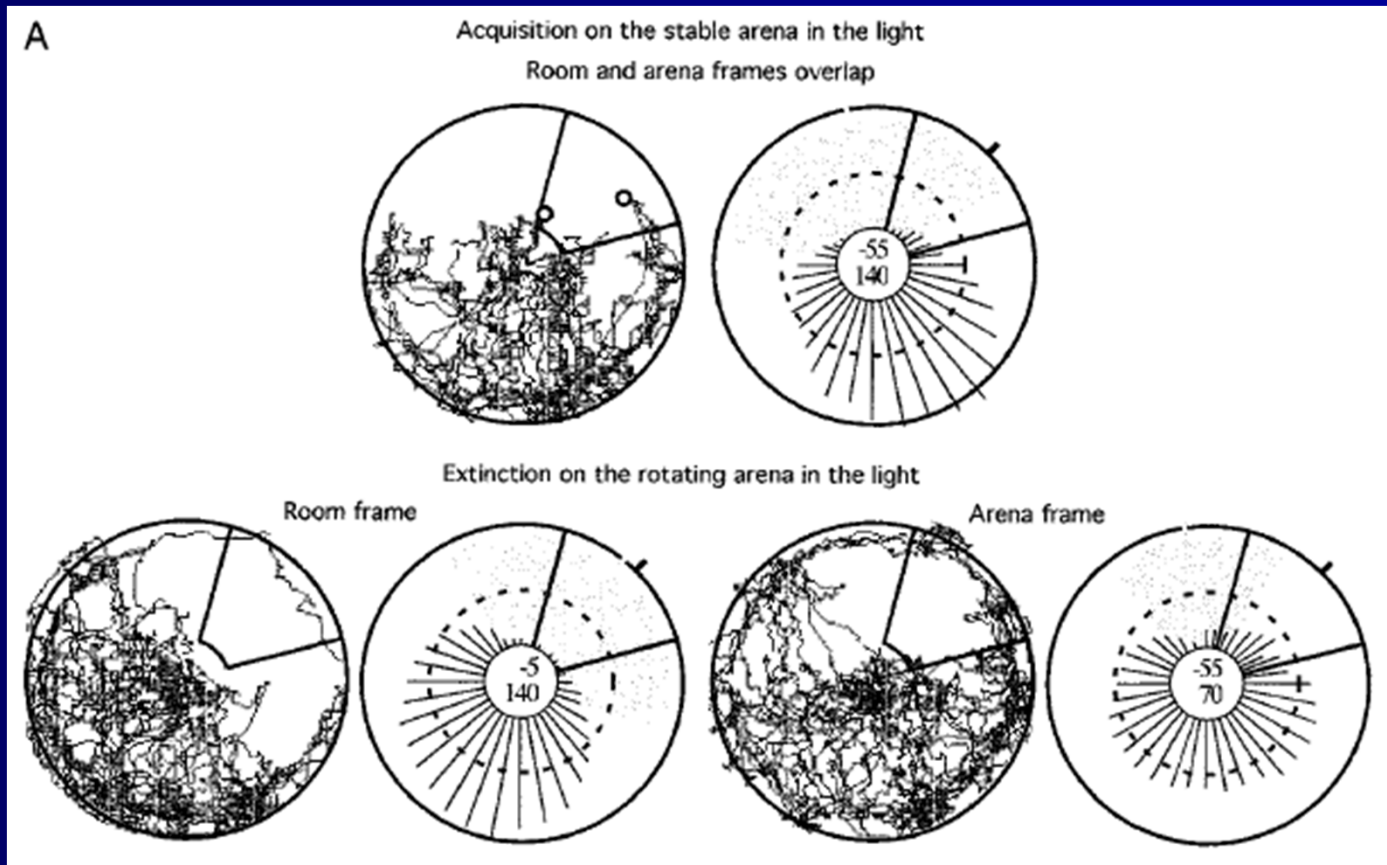 A
Acquisition on the stable arena in the light
Room and arena frames overlap
-55
140
Extinction on the rotating arena in the light
Room frame
Arena frame
-5
140
-55
70